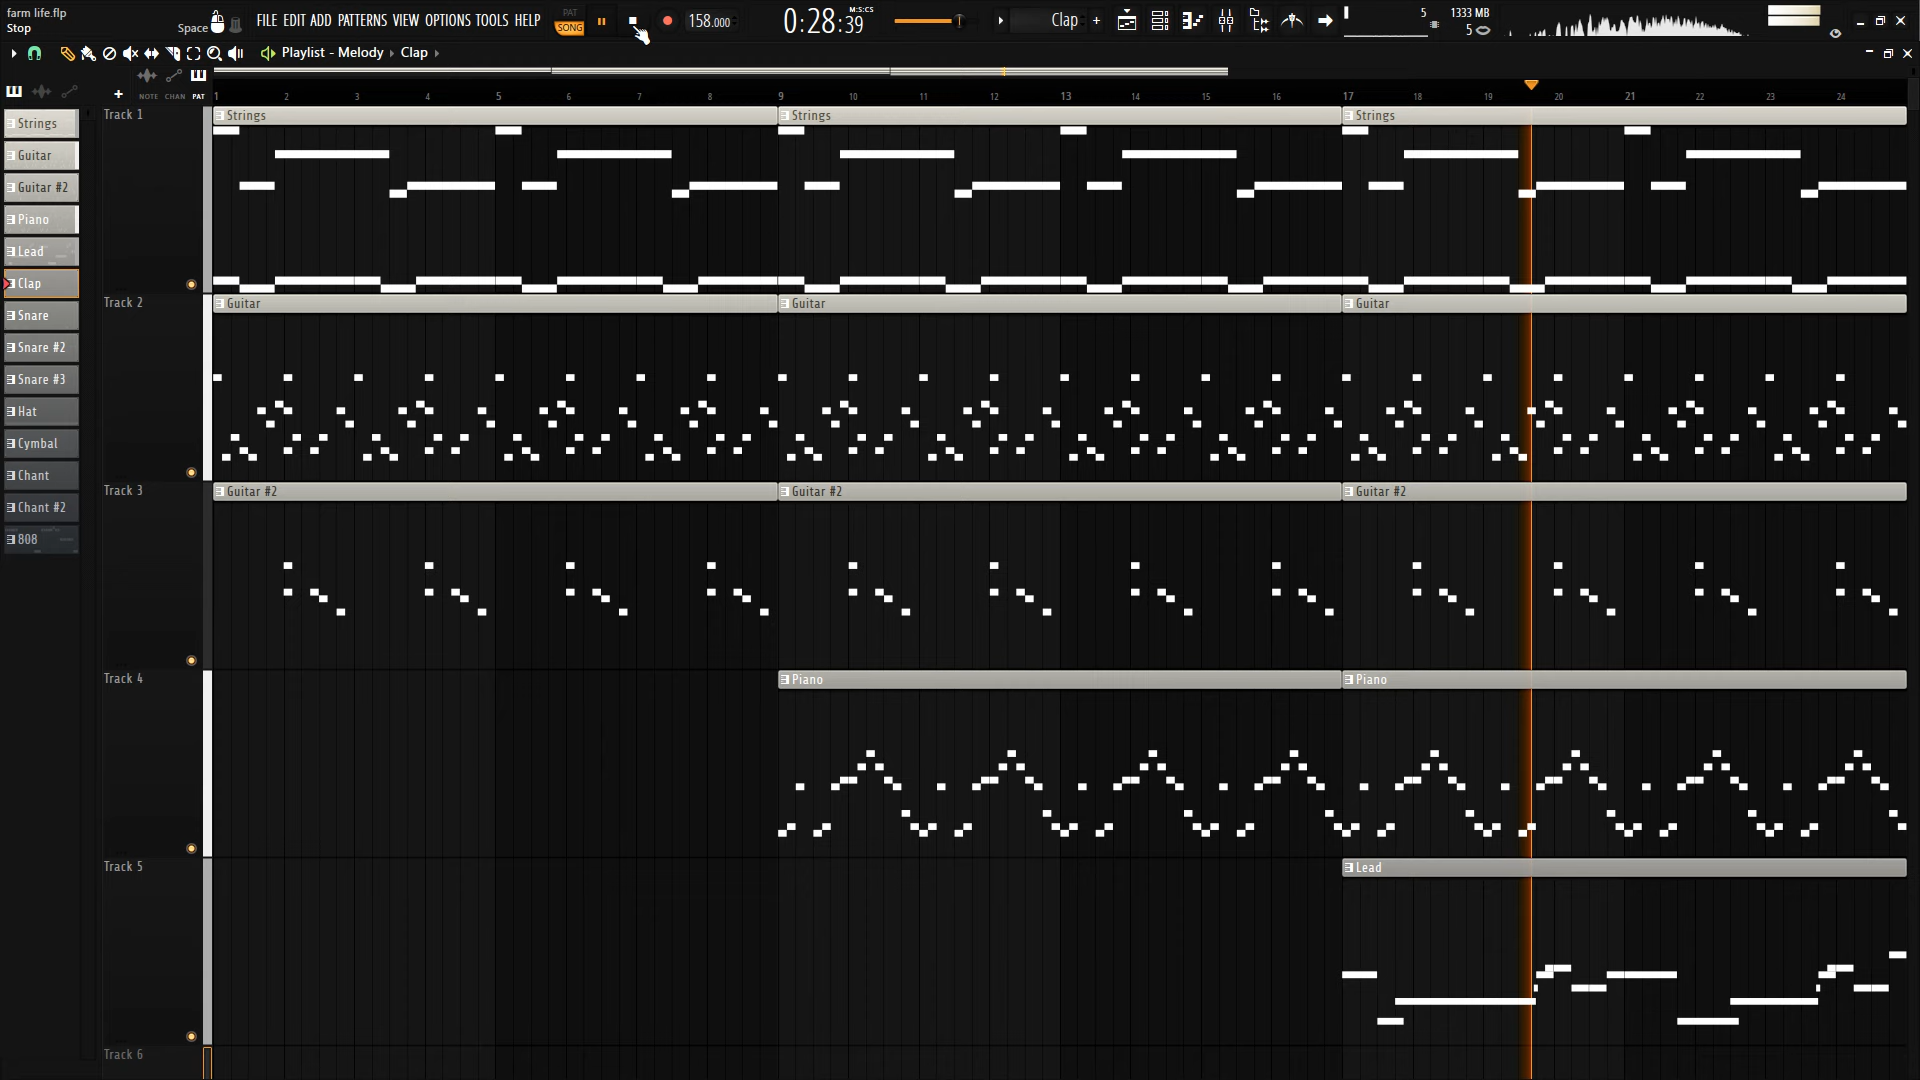 farm life.flp
Stop
Space
FILE EDIT ADD PATTERNS VIEW OPTIONS TOOLS HELP
PAT
SONG
158.000
0:28:39
M:S:CS
Clap
5
1333 MB
5
Playlist - Melody › Clap ›
NOTE CHAN PAT
1 2 3 4 5 6 7 8 9 10 11 12 13 14 15 16 17 18 19 20 21 22 23 24
Strings
Guitar
Guitar #2
Piano
Lead
Clap
Snare
Snare #2
Snare #3
Hat
Cymbal
Chant
Chant #2
808
Track 1
Strings Strings Strings
Track 2
Guitar Guitar Guitar
Track 3
Guitar #2 Guitar #2 Guitar #2
Track 4
Piano Piano
Track 5
Lead
Track 6